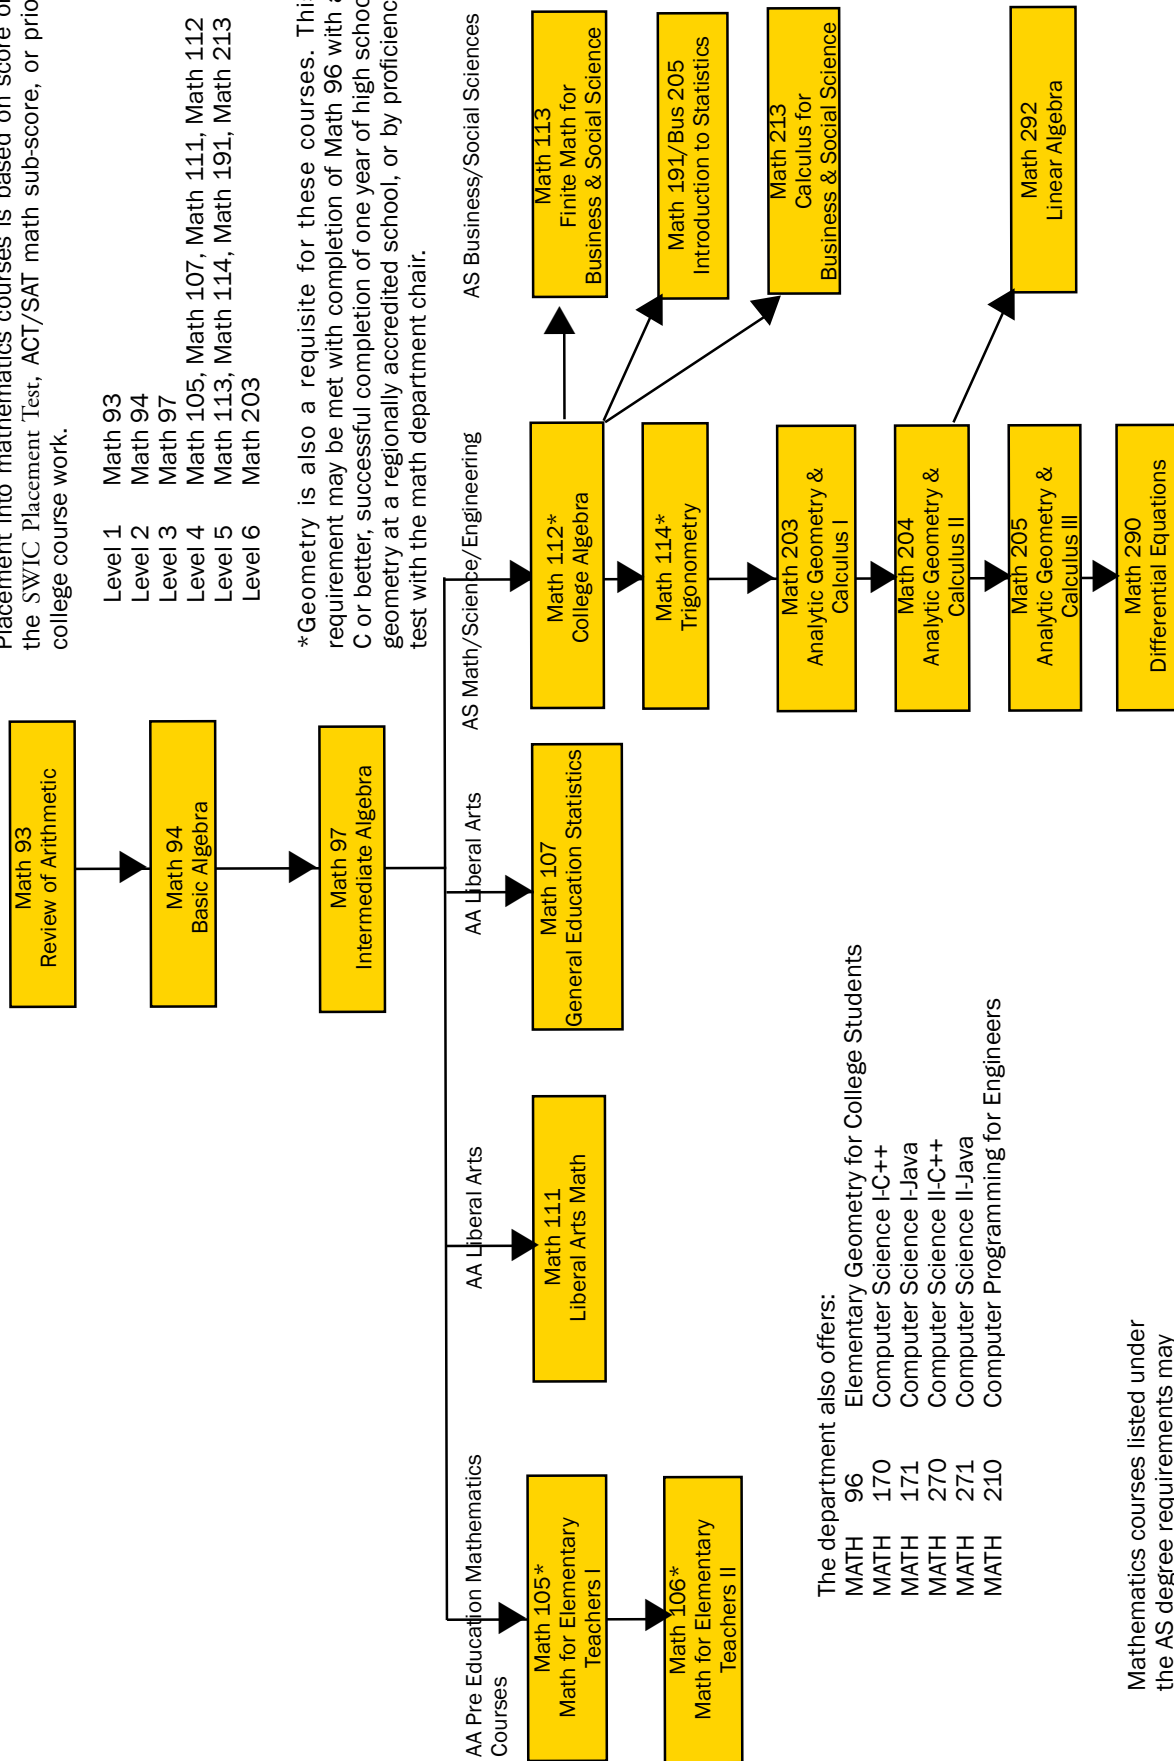 Placement into mathematics courses is based on score on
the SWIC Placement Test, ACT/SAT math sub-score, or prio
college course work.
Level 1 Math 93
Level 2 Math 94
Level 3 Math 97
Level 4 Math 105, Math 107, Math 111, Math 112
Level 5 Math 113, Math 114, Math 191, Math 213
Level 6 Math 203
*Geometry is also a requisite for these courses. This
requirement may be met with completion of Math 96 with a
C or better, successful completion of one year of high schoo
geometry at a regionally accredited school, or by proficienc
test with the math department chair.
Math 93
Review of Arithmetic
Math 94
Basic Algebra
Math 97
Intermediate Algebra
AA Pre Education Mathematics
Courses
AA Liberal Arts
AA Liberal Arts
AS Math/Science/Engineering
AS Business/Social Sciences
Math 105*
Math for Elementary
Teachers I
Math 106*
Math for Elementary
Teachers II
Math 111
Liberal Arts Math
Math 107
General Education Statistics
Math 112*
College Algebra
Math 114*
Trigonometry
Math 203
Analytic Geometry &
Calculus I
Math 204
Analytic Geometry &
Calculus II
Math 205
Analytic Geometry &
Calculus III
Math 290
Differential Equations
Math 113
Finite Math for
Business & Social Science
Math 191/Bus 205
Introduction to Statistics
Math 213
Calculus for
Business & Social Science
Math 292
Linear Algebra
The department also offers:
MATH 96 Elementary Geometry for College Students
MATH 170 Computer Science I-C++
MATH 171 Computer Science I-Java
MATH 270 Computer Science II-C++
MATH 271 Computer Science II-Java
MATH 210 Computer Programming for Engineers
Mathematics courses listed under
the AS degree requirements may